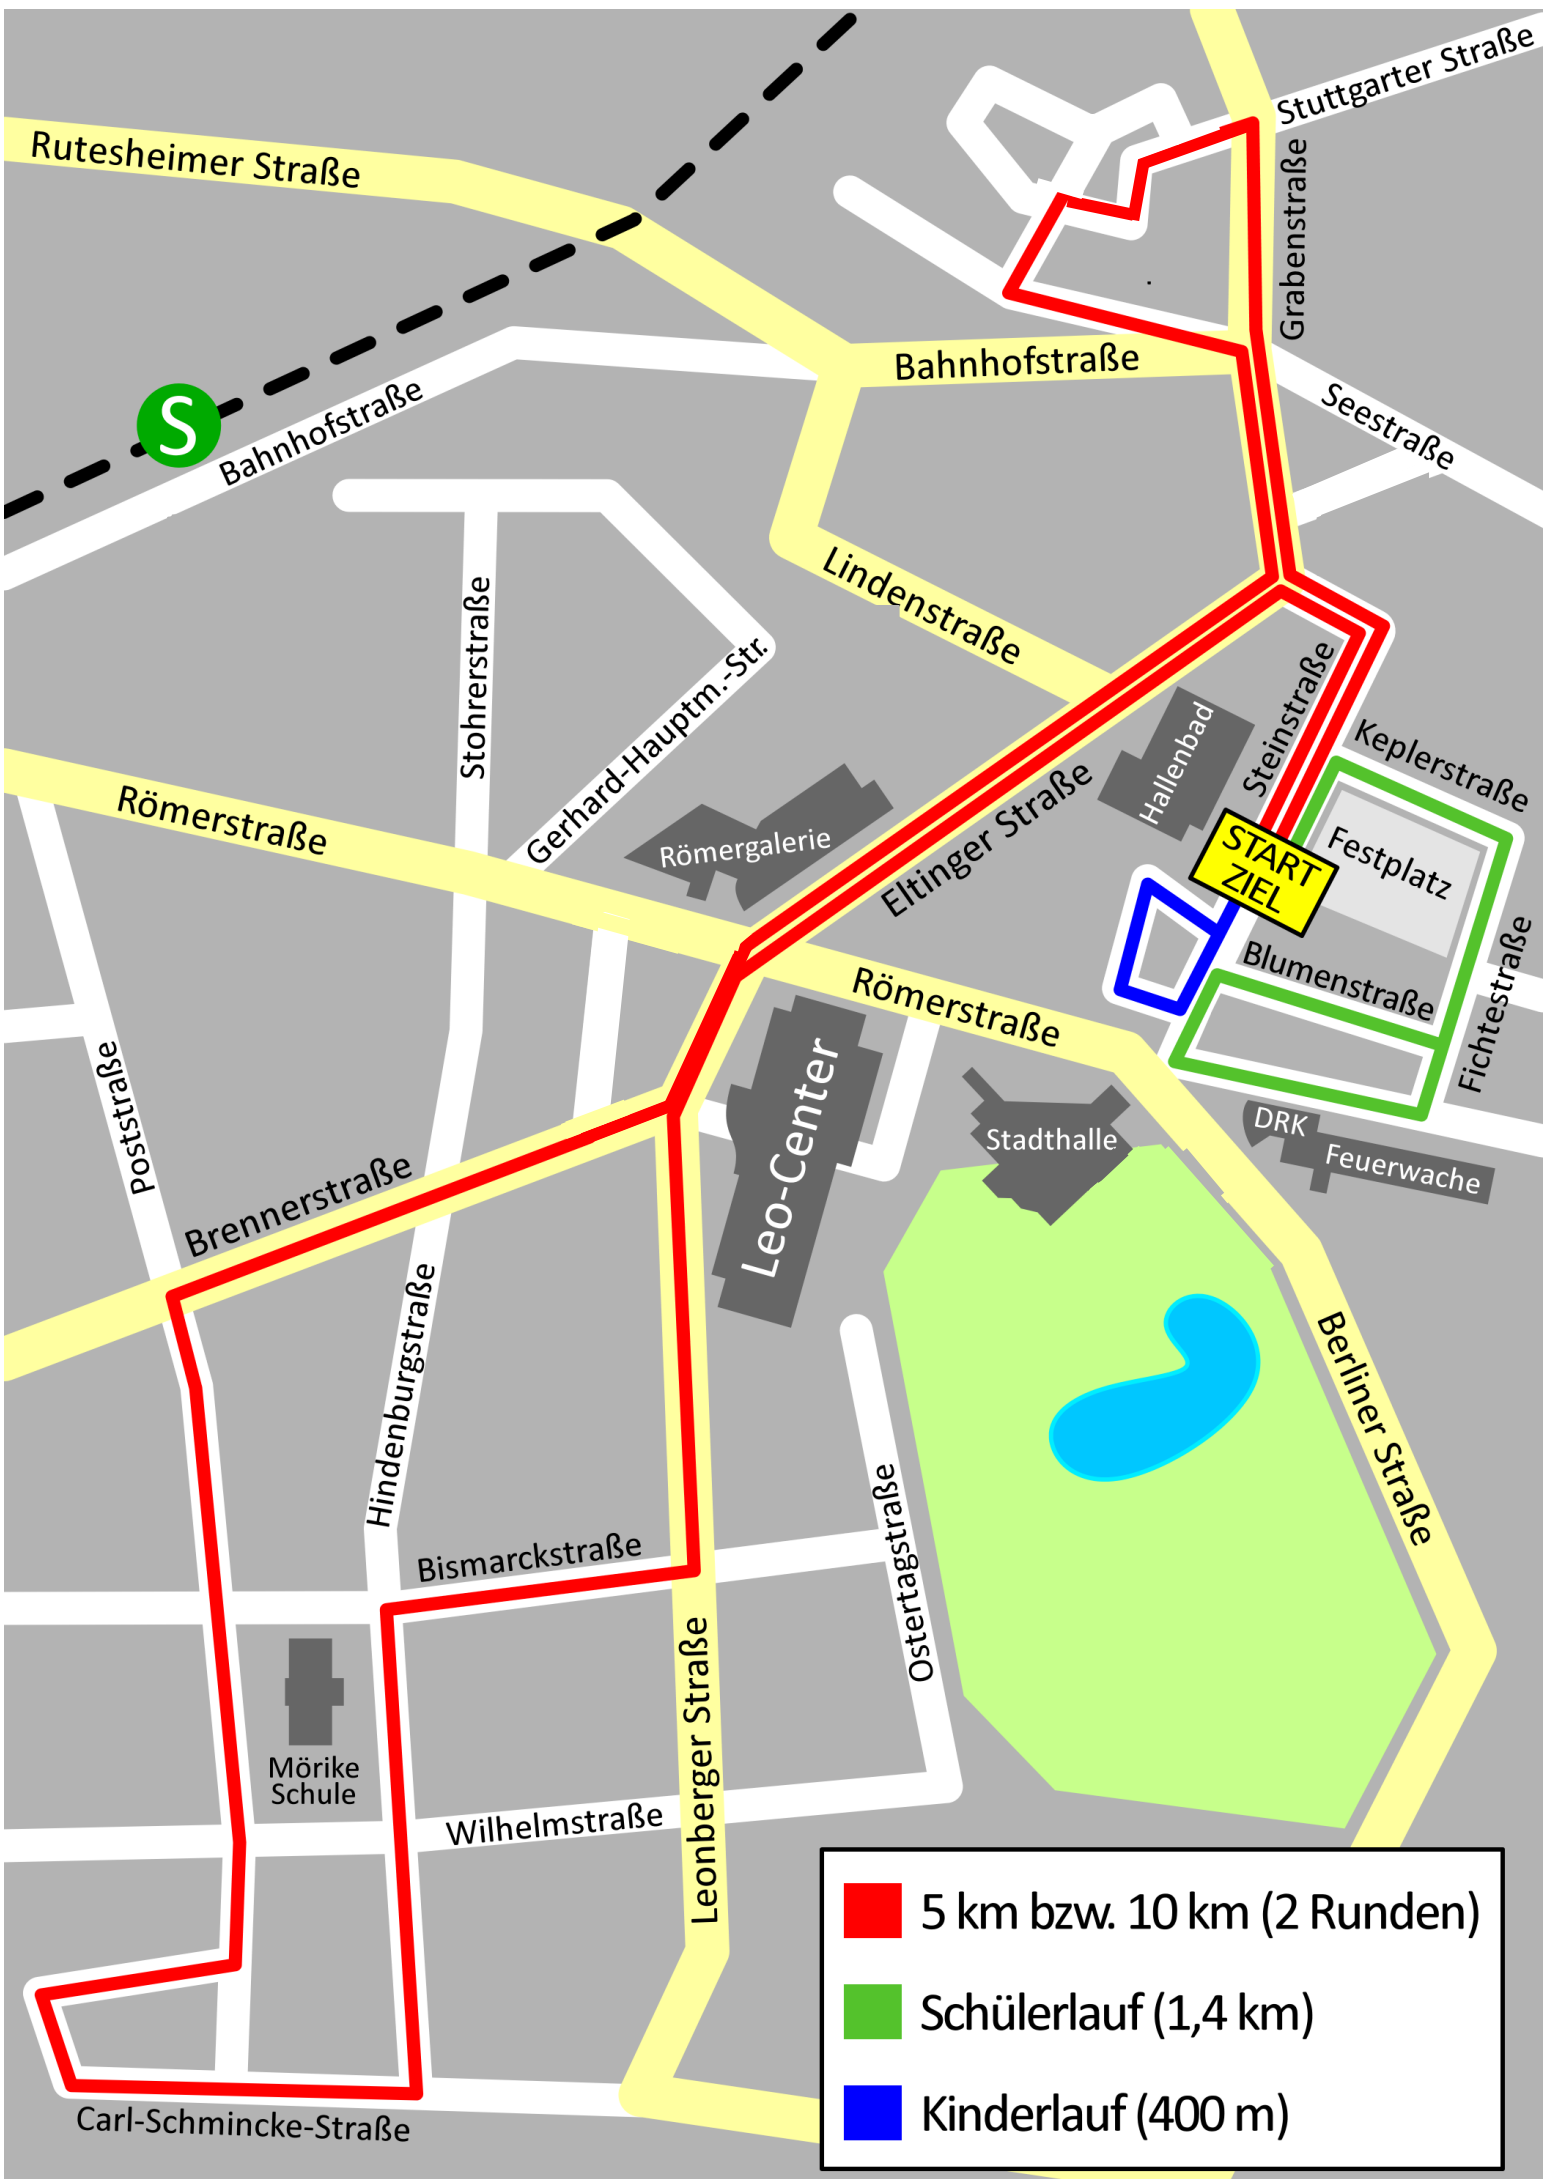 Stuttgarter Straße
Rutesheimer Straße
Grabenstraße
Bahnhofstraße
Seestraße
S
Bahnhofstraße
Lindenstraße
Stohrerstraße
Gerhard-Hauptm.-Str.
Steinstraße
Hallenbad
Keplerstraße
Römerstraße
Römergalerie
Eltinger Straße
START
ZIEL
Festplatz
Blumenstraße
Fichtestraße
Römerstraße
Poststraße
Leo-Center
Stadthalle
DRK
Feuerwache
Brennerstraße
Hindenburgstraße
Berliner Straße
Bismarckstraße
Ostertagstraße
Leonberger Straße
Mörike
Schule
Wilhelmstraße
5 km bzw. 10 km (2 Runden)
Schülerlauf (1,4 km)
Kinderlauf (400 m)
Carl-Schmincke-Straße